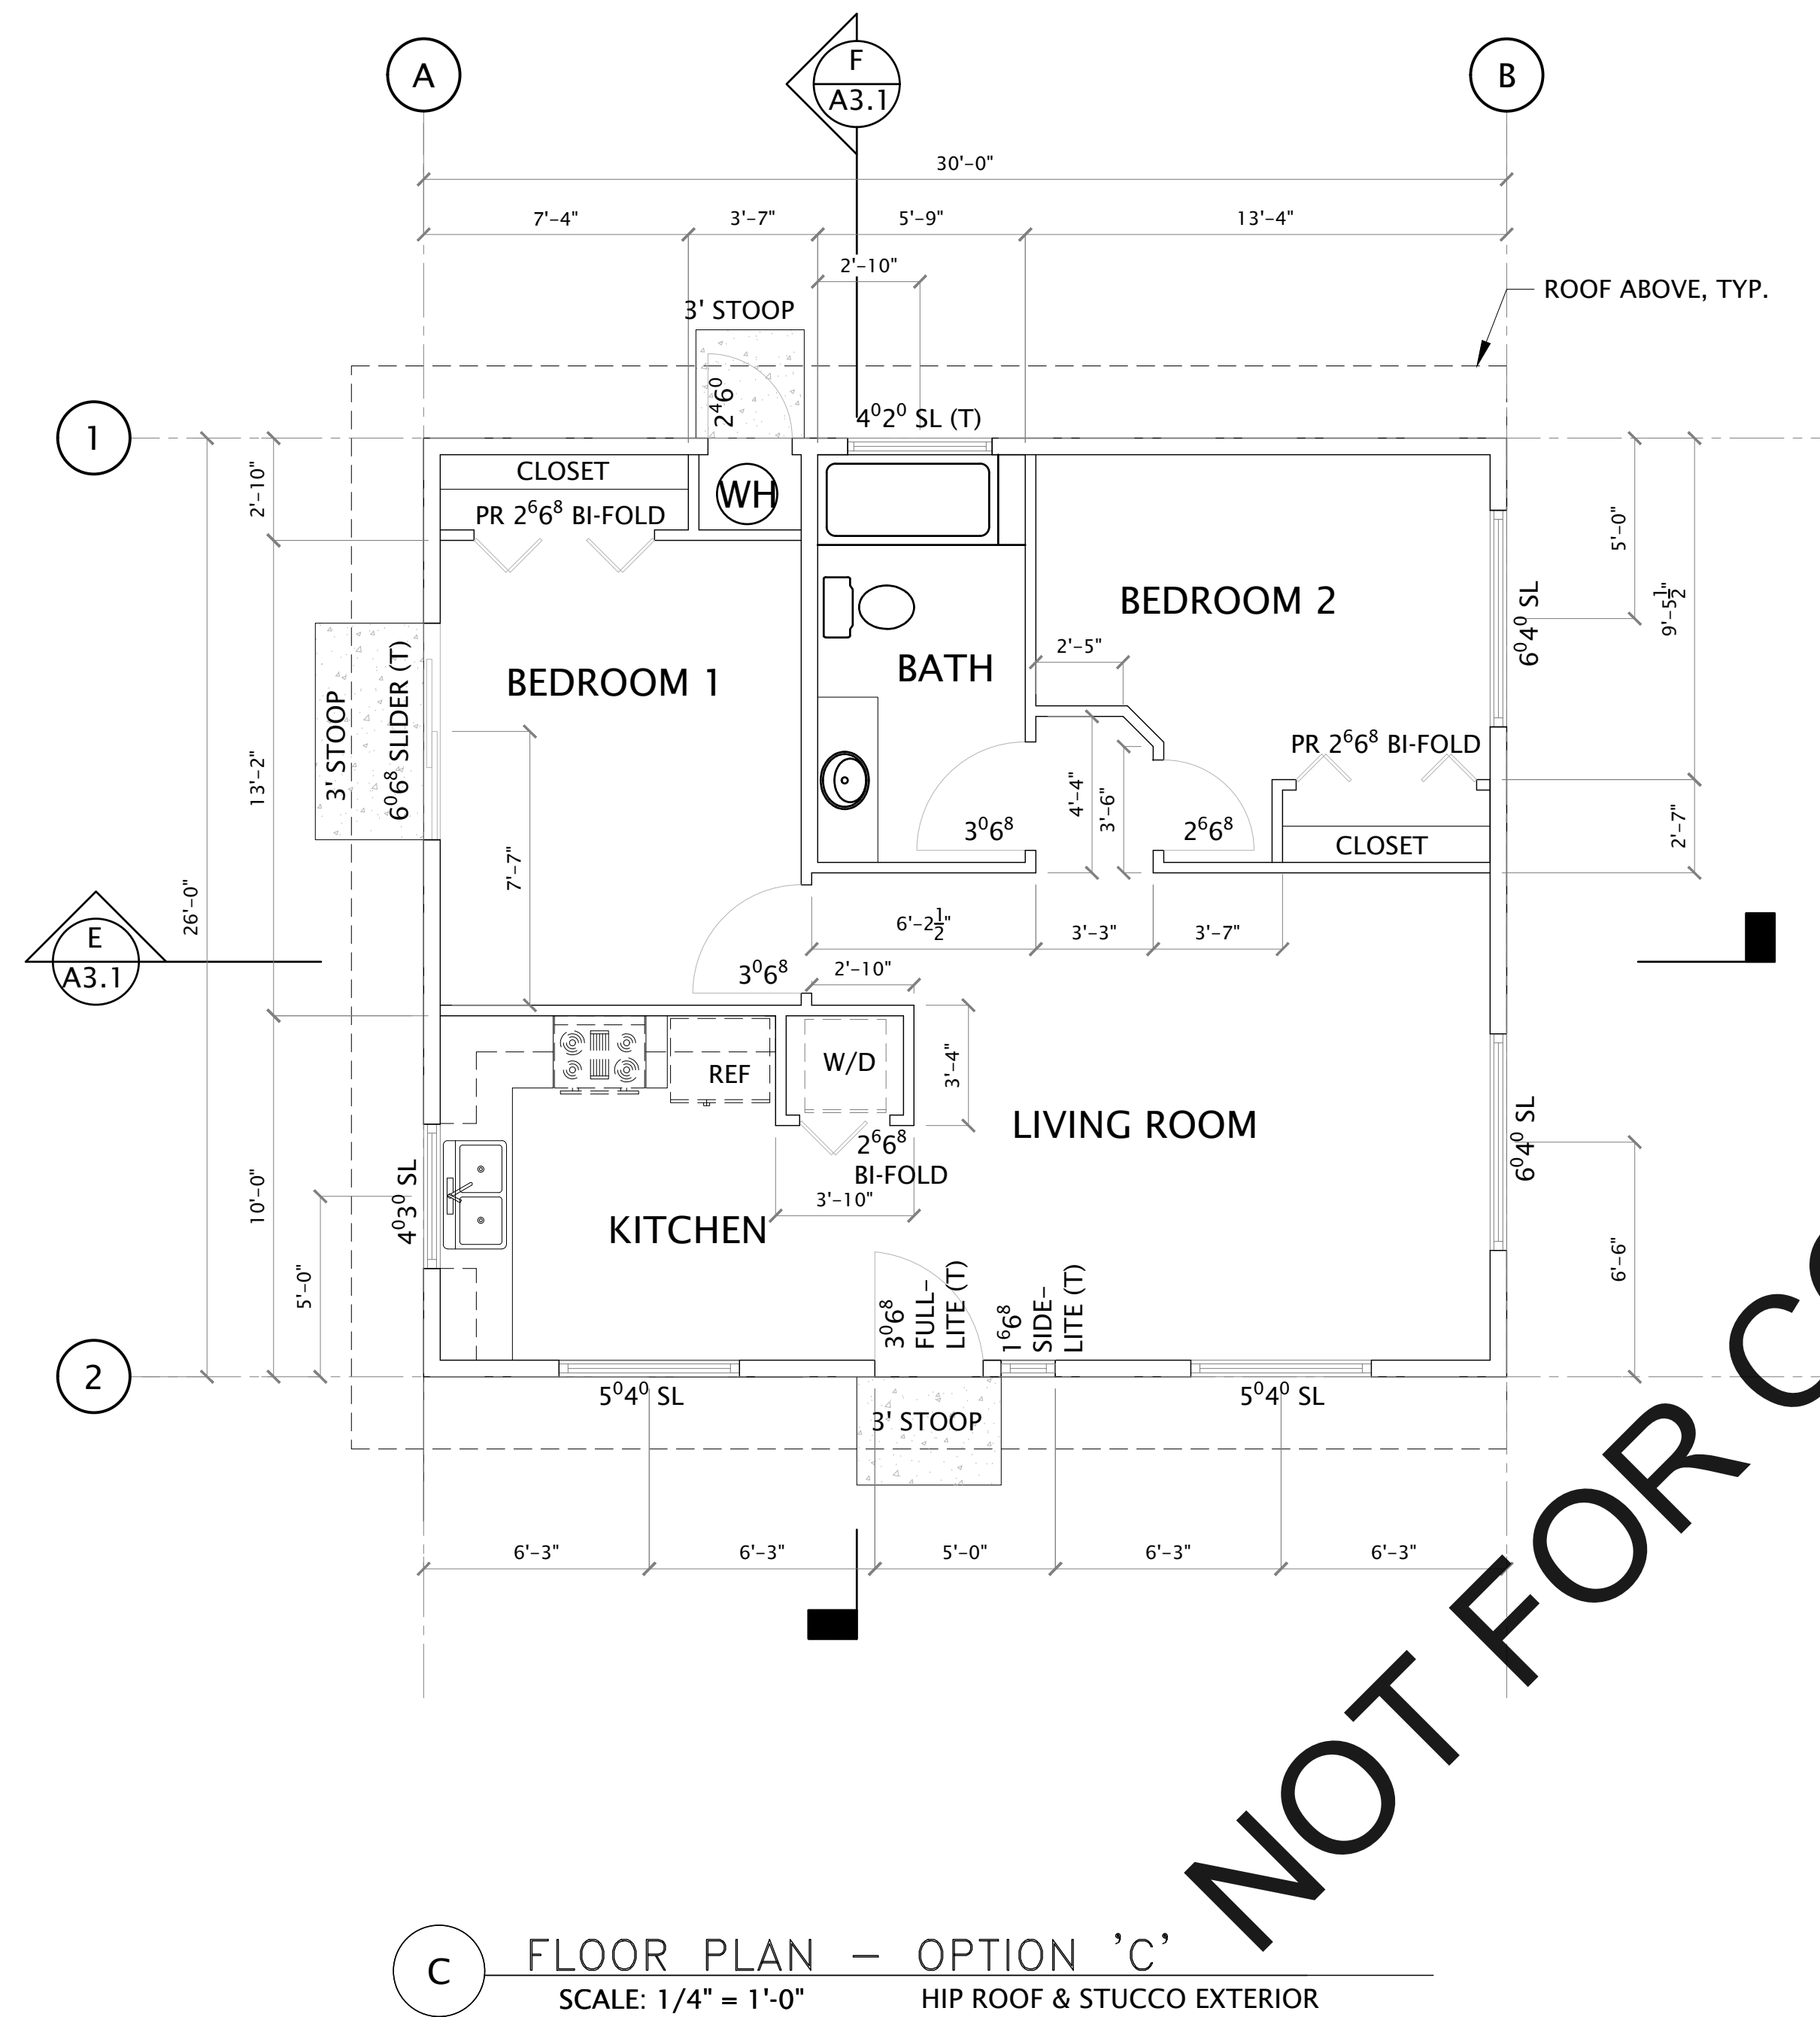 A
F
A3.1
B
30'-0"
7'-4"
3'-7"
5'-9"
13'-4"
2'-10"
ROOF ABOVE, TYP.
3' STOOP
2⁴6⁰
4⁰2⁰ SL (T)
1
CLOSET
PR 2⁶6⁸ BI-FOLD
WH
2'-10"
5'-0"
9'-5½"
BEDROOM 2
6⁰4⁰ SL
2'-5"
BATH
BEDROOM 1
3' STOOP
6⁰6⁸ SLIDER (T)
13'-2"
PR 2⁶6⁸ BI-FOLD
4'-4"
3'-6"
3⁰6⁸
2⁶6⁸
CLOSET
2'-7"
7'-7"
26'-0"
E
A3.1
6'-2½"
3'-3"
3'-7"
3⁰6⁸
2'-10"
W/D
REF
3'-4"
LIVING ROOM
6⁰4⁰ SL
2⁶6⁸
BI-FOLD
3'-10"
KITCHEN
4⁰3⁰ SL
10'-0"
5'-0"
6'-6"
3⁰6⁸
FULL-
LITE (T)
1⁶6⁸
SIDE-
LITE (T)
2
5⁰4⁰ SL
3' STOOP
5⁰4⁰ SL
6'-3"
6'-3"
5'-0"
6'-3"
6'-3"
NOT FOR CO
C
FLOOR PLAN - OPTION 'C'
SCALE: 1/4" = 1'-0"
HIP ROOF & STUCCO EXTERIOR